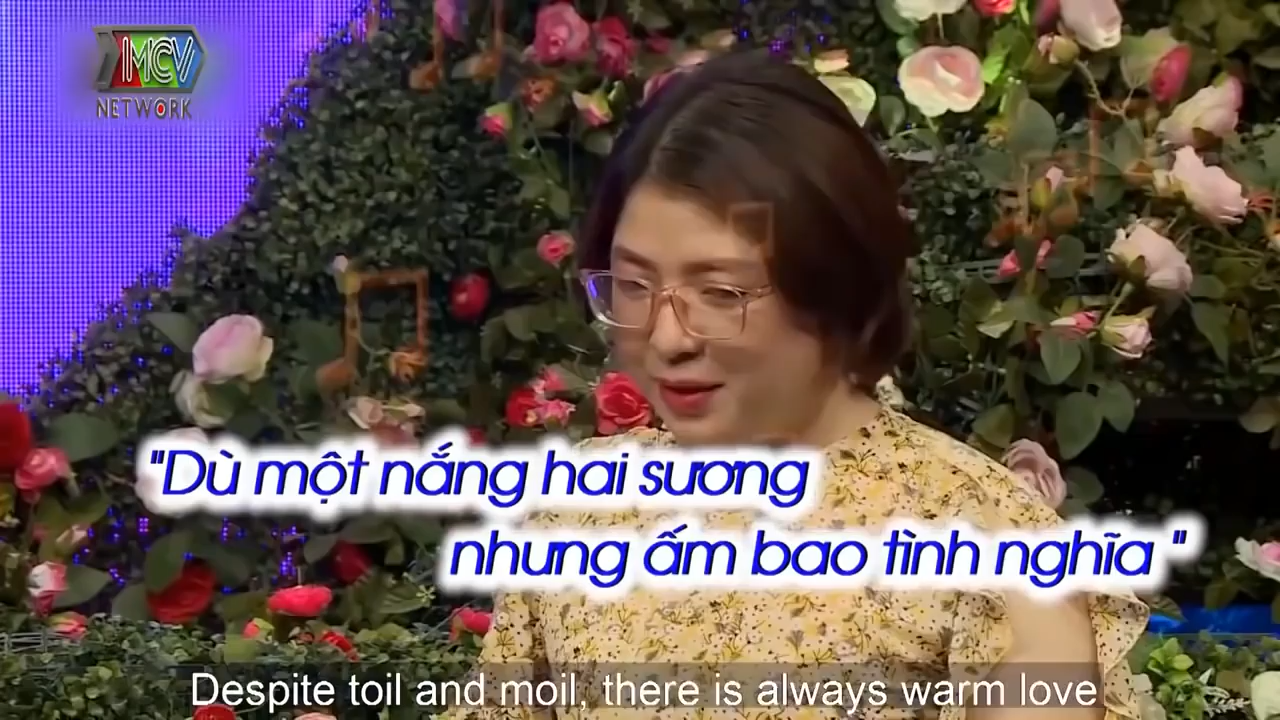 MCV
NETWORK
"Dù một nắng hai sương
nhưng ấm bao tình nghĩa "
Despite toil and moil, there is always warm love